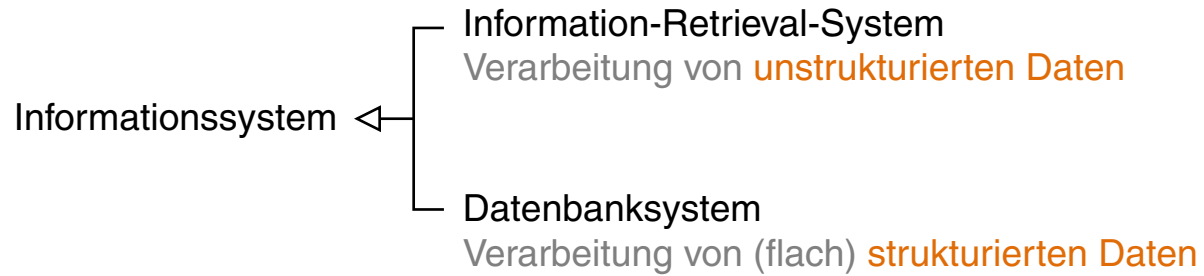 Information-Retrieval-System
Verarbeitung von unstrukturierten Daten
Informationssystem
Datenbanksystem
Verarbeitung von (flach) strukturierten Daten